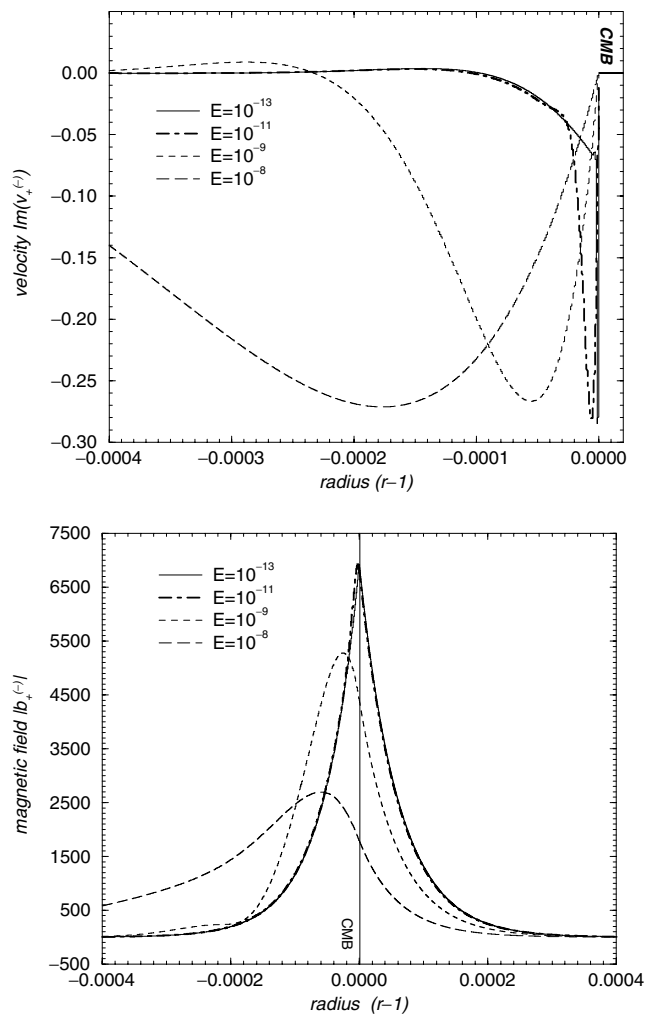 CMB
0.00
−0.05
−0.10
−0.15
−0.20
−0.25
−0.30
velocity Im(v₊⁽⁻⁾)
E=10⁻¹³
E=10⁻¹¹
E=10⁻⁹
E=10⁻⁸
−0.0004 −0.0003 −0.0002 −0.0001 0.0000
radius (r−1)
7500
6500
5500
4500
3500
2500
1500
500
−500
magnetic field |b₊⁽⁻⁾|
E=10⁻¹³
E=10⁻¹¹
E=10⁻⁹
E=10⁻⁸
CMB
−0.0004 −0.0002 0.0000 0.0002 0.0004
radius (r−1)